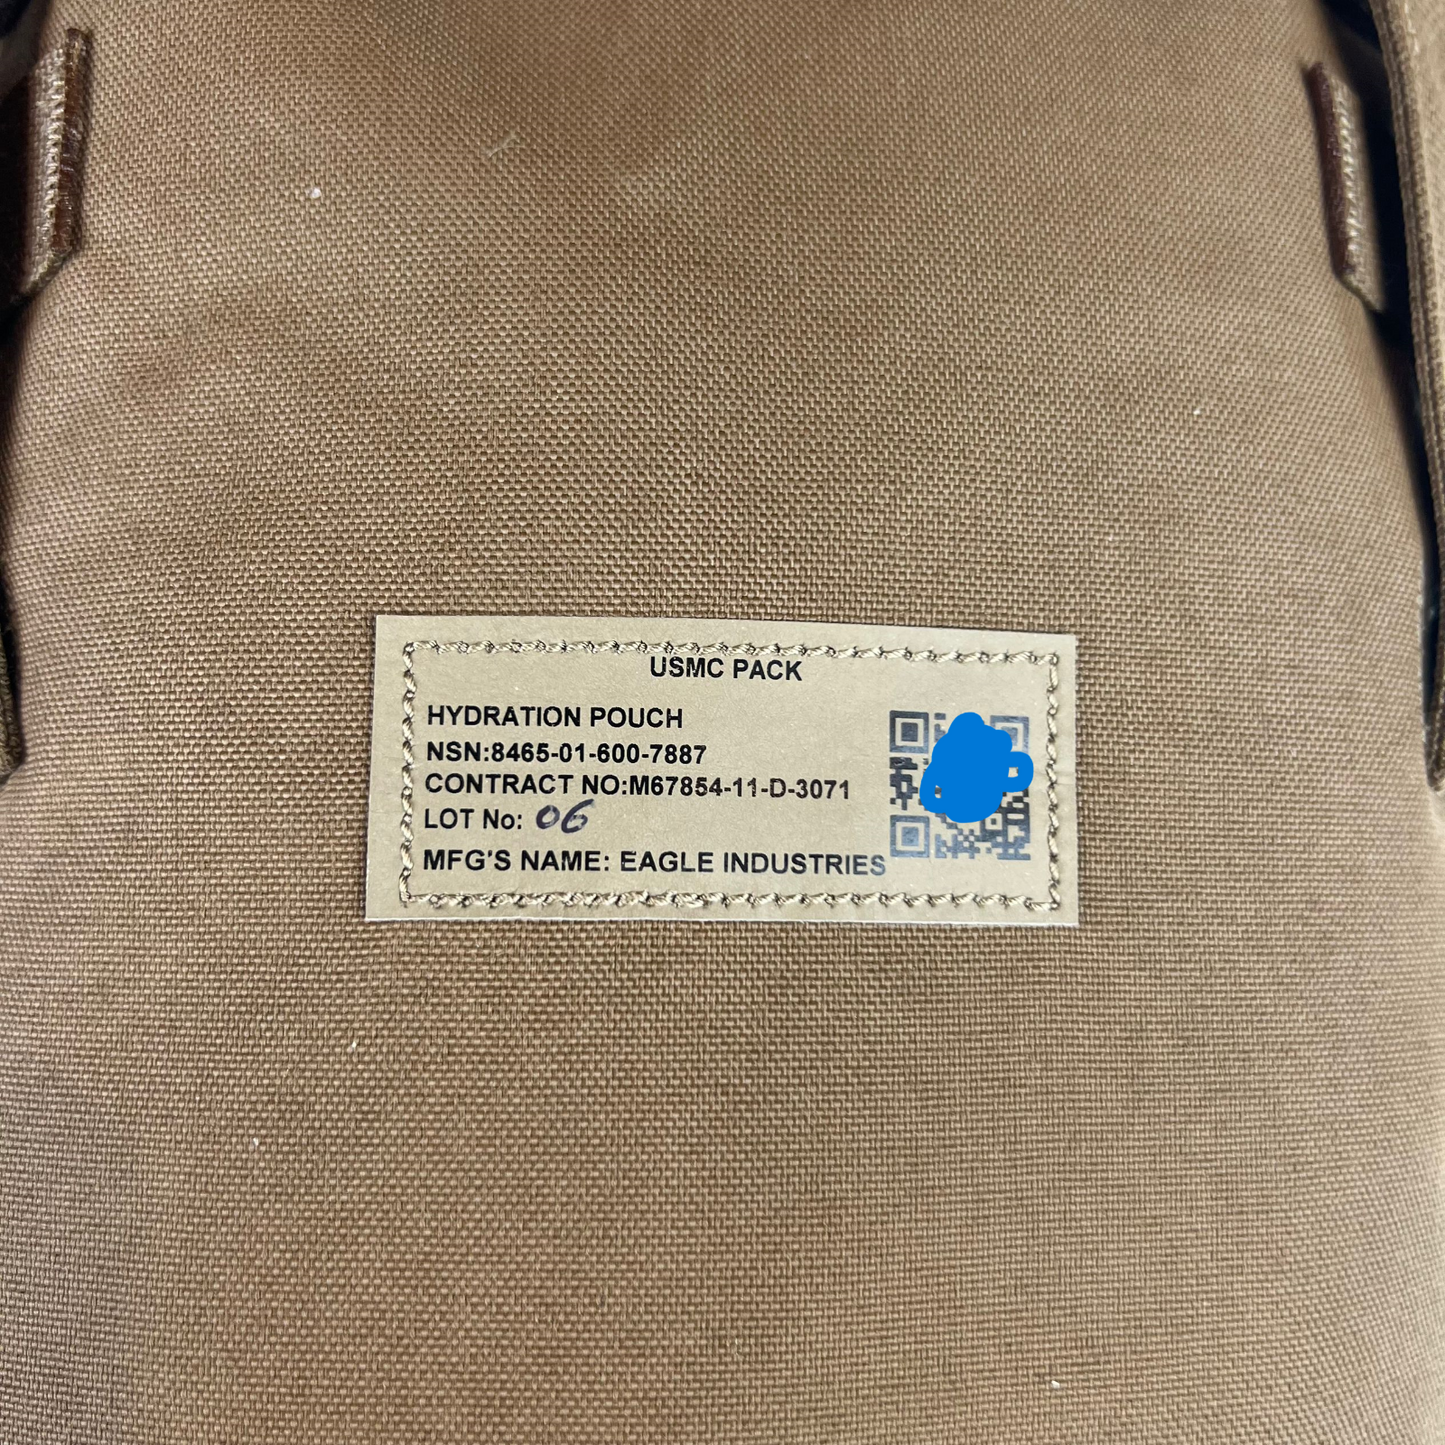 USMC PACK
HYDRATION POUCH
NSN:8465-01-600-7887
CONTRACT NO:M67854-11-D-3071
LOT No: 06
MFG'S NAME: EAGLE INDUSTRIES